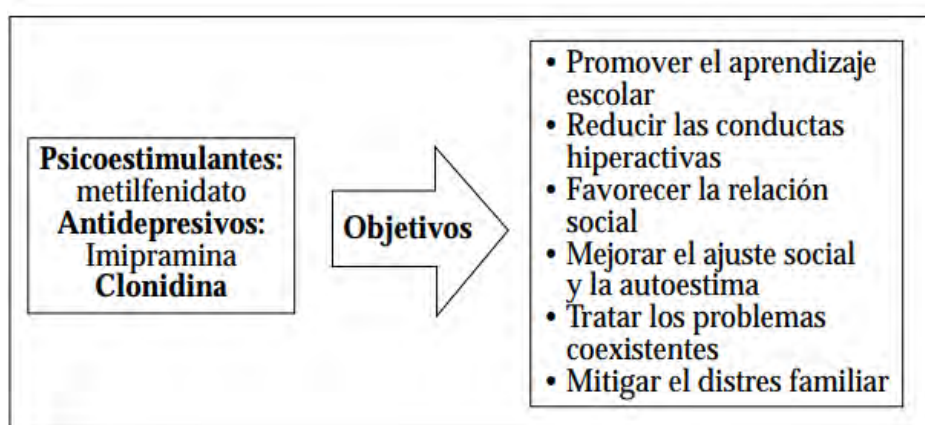 Psicoestimulantes:
metilfenidato
Antidepresivos:
Imipramina
Clonidina
Objetivos
• Promover el aprendizaje
escolar
• Reducir las conductas
hiperactivas
• Favorecer la relación
social
• Mejorar el ajuste social
y la autoestima
• Tratar los problemas
coexistentes
• Mitigar el distres familiar